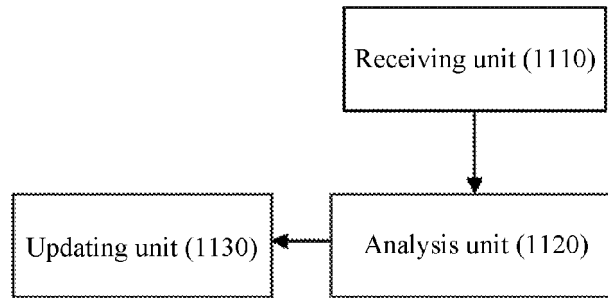 Receiving unit (1110)
Updating unit (1130)
Analysis unit (1120)